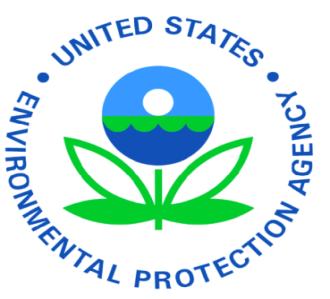 UNITED STATES
ENVIRONMENTAL PROTECTION AGENCY